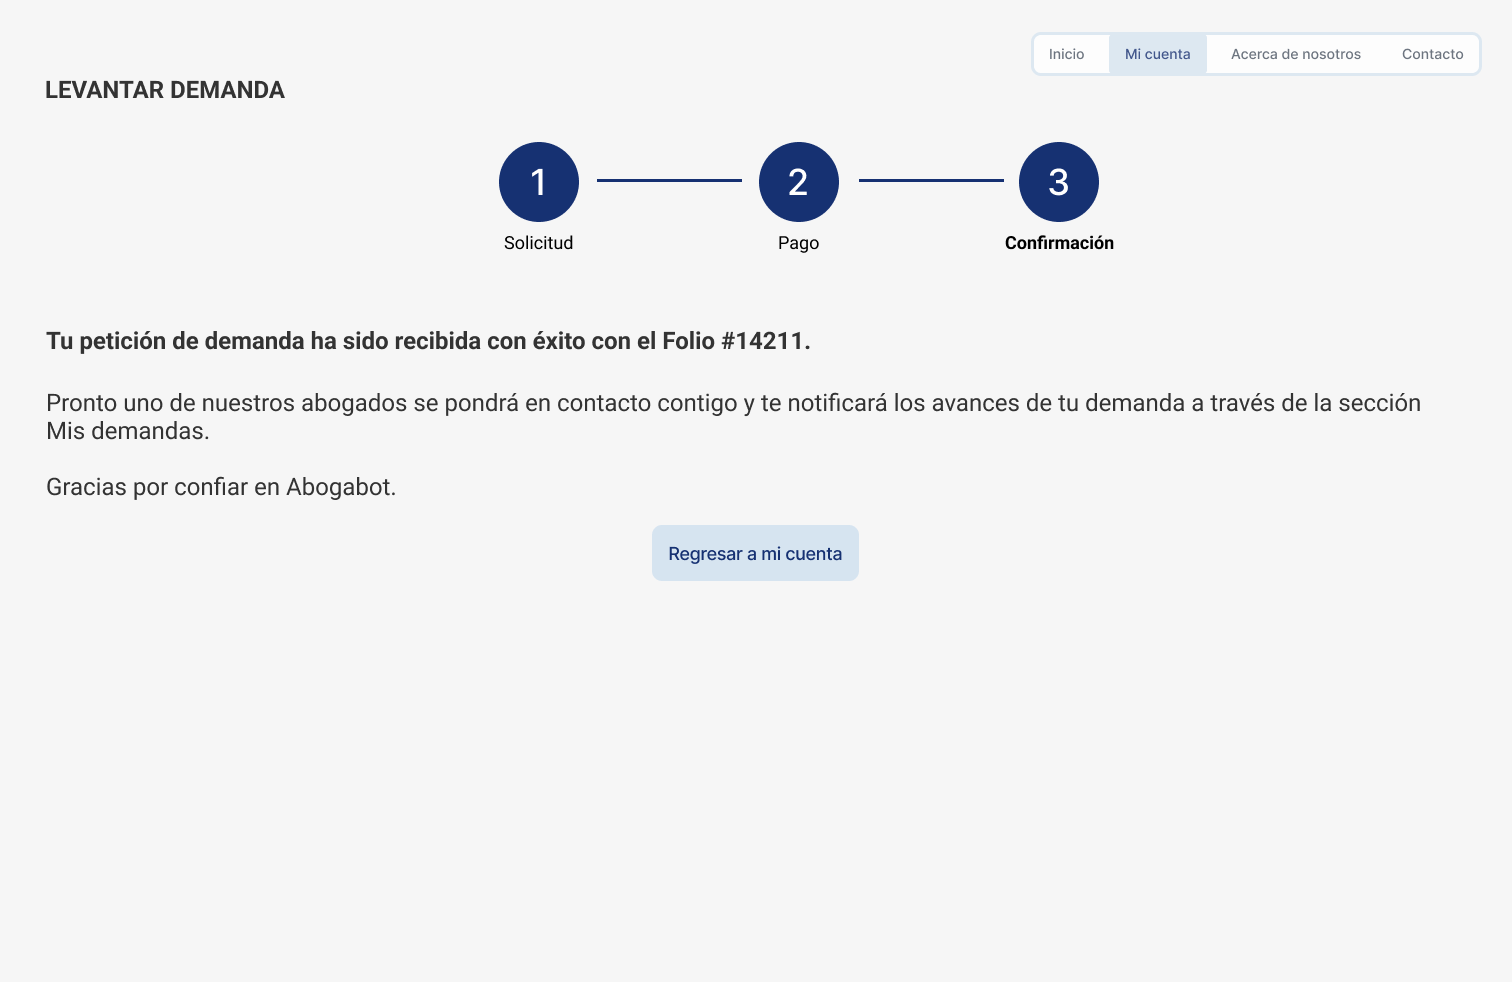 Inicio
Mi cuenta
Acerca de nosotros
Contacto
LEVANTAR DEMANDA
1
2
3
Solicitud
Pago
Confirmación
Tu petición de demanda ha sido recibida con éxito con el Folio #14211.
Pronto uno de nuestros abogados se pondrá en contacto contigo y te notificará los avances de tu demanda a través de la sección
Mis demandas.
Gracias por confiar en Abogabot.
Regresar a mi cuenta